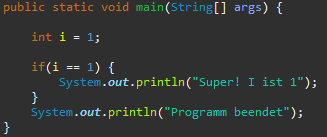 public static void main(String[] args) {
int i = 1;
if(i == 1) {
System.out.println("Super! I ist 1");
}
System.out.println("Programm beendet");
}